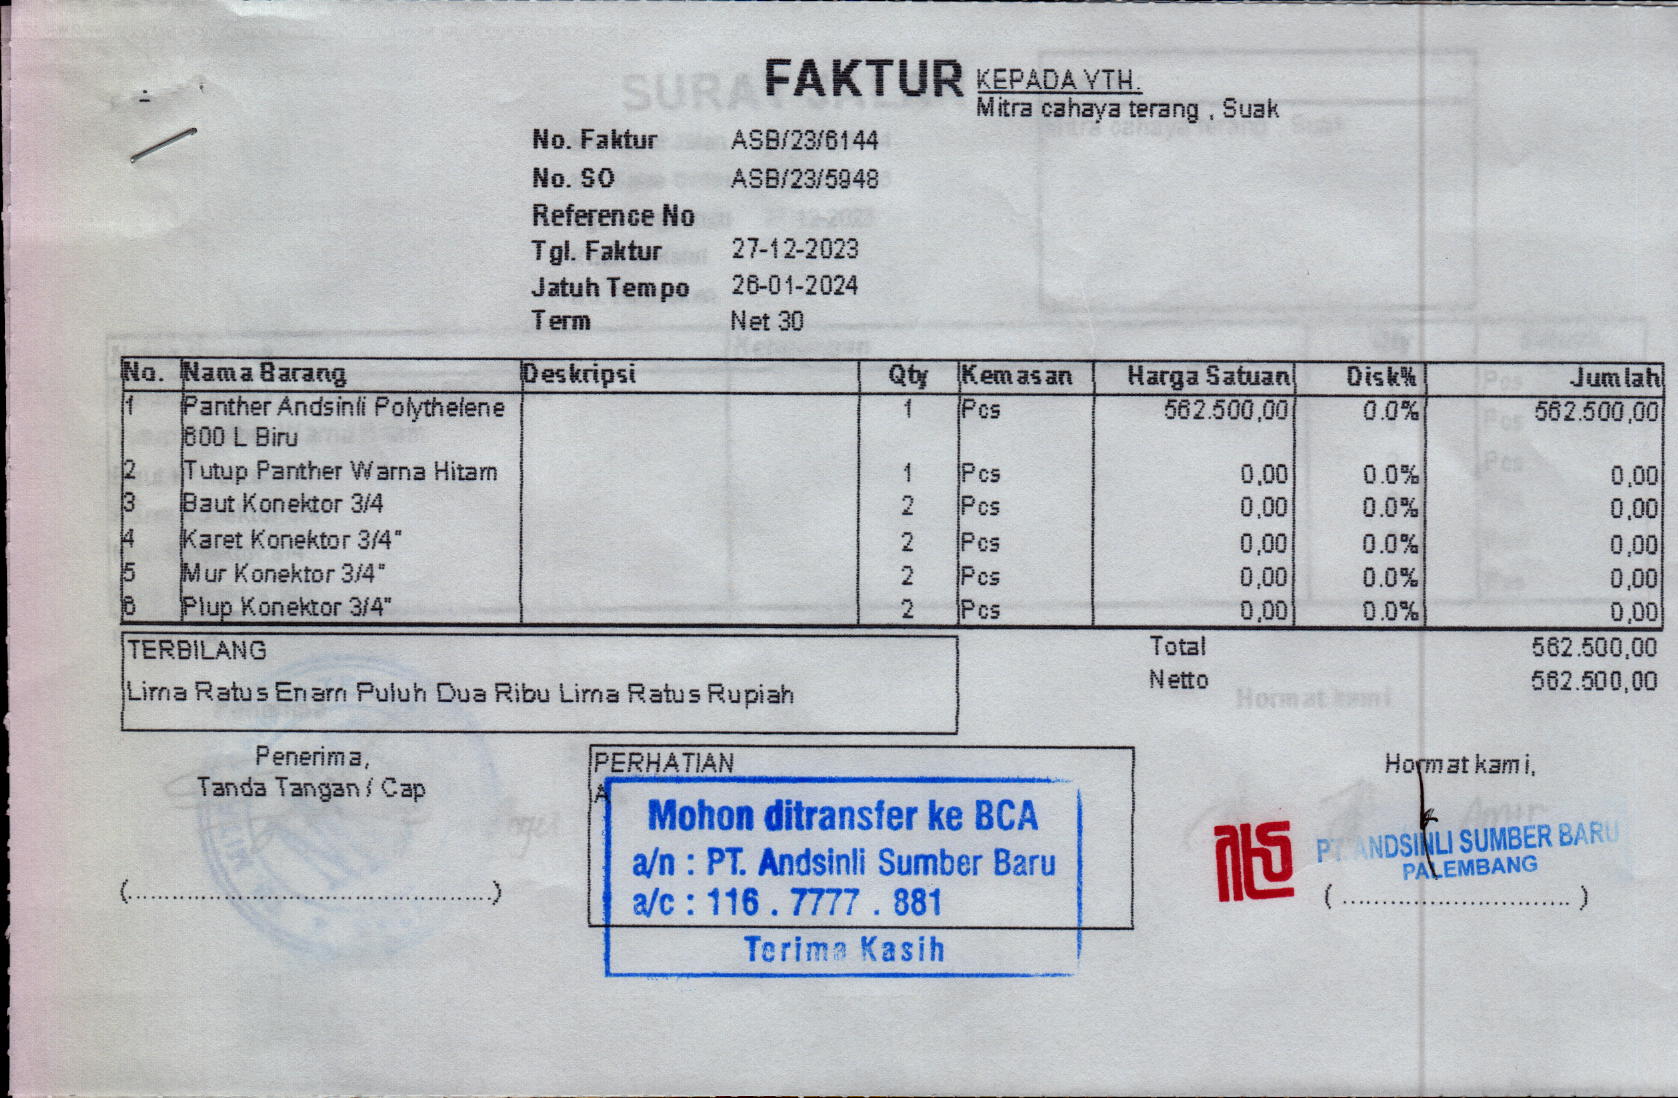 FAKTUR
KEPADA YTH.
Mitra cahaya terang , Suak
No. Faktur ASB/23/6144
No. SO ASB/23/5948
Reference No
Tgl. Faktur 27-12-2023
Jatuh Tempo 26-01-2024
Term Net 30
No. Nama Barang Deskripsi Qty Kemasan Harga Satuan Disk% Jumlah
1 Panther Andsinli Polythelene 1 Pcs 562.500,00 0.0% 562.500,00
600 L Biru
2 Tutup Panther Warna Hitam 1 Pcs 0,00 0.0% 0,00
3 Baut Konektor 3/4 2 Pcs 0,00 0.0% 0,00
4 Karet Konektor 3/4" 2 Pcs 0,00 0.0% 0,00
5 Mur Konektor 3/4" 2 Pcs 0,00 0.0% 0,00
6 Plup Konektor 3/4" 2 Pcs 0,00 0.0% 0,00
TERBILANG
Lima Ratus Enam Puluh Dua Ribu Lima Ratus Rupiah
Total 562.500,00
Netto 562.500,00
Penerima,
Tanda Tangan / Cap
(................................................)
PERHATIAN
A
Mohon ditransfer ke BCA
a/n : PT. Andsinli Sumber Baru
a/c : 116 . 7777 . 881
Terima Kasih
Hormat kami,
als
PT. ANDSINLI SUMBER BARU
PALEMBANG
(..............................)